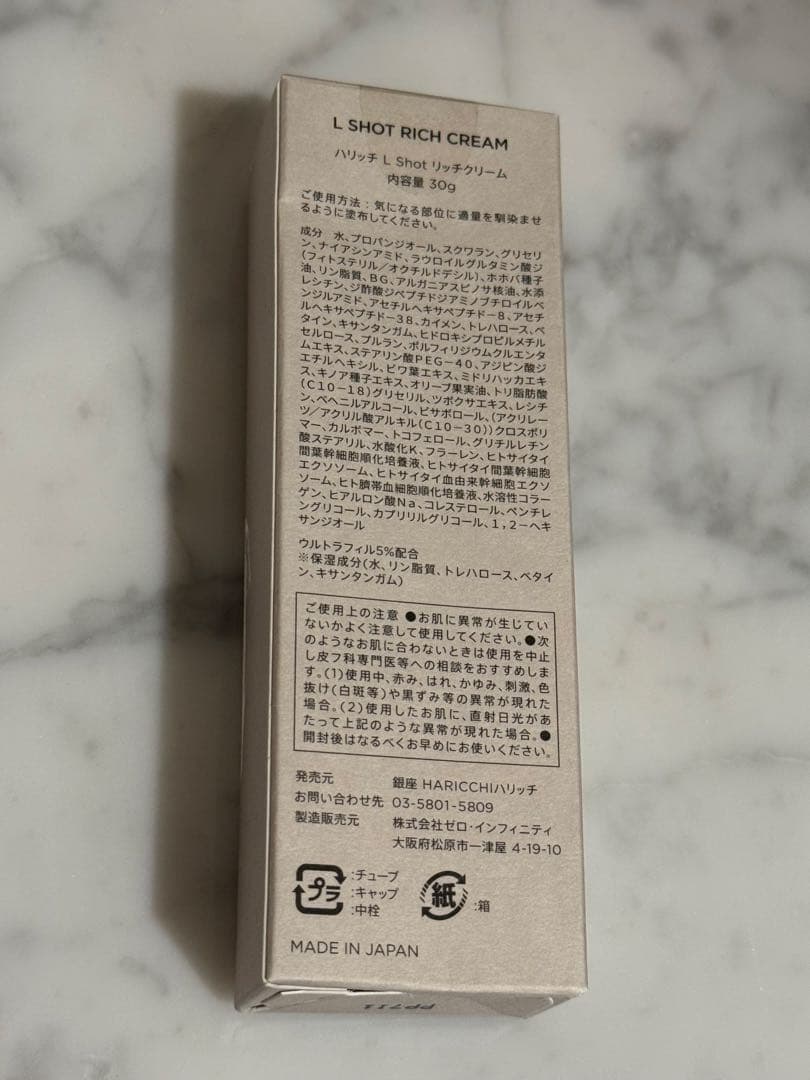 L SHOT RICH CREAM
ハリッチ L Shot リッチクリーム
内容量 30g
ご使用方法：気になる部位に適量を馴染ませ
るように塗布してください。
成分　水、プロパンジオール、スクワラン、グリセリ
ン、ナイアシンアミド、ラウロイルグルタミン酸ジ
(フィトステリル／オクチルドデシル)、ホホバ種子
油、リン脂質、BG、アルガニアスピノサ核油、水添
レシチン、ジ酢酸ジペプチドジアミノブチロイルベ
ンジルアミド、アセチルヘキサペプチド－8、アセチ
ルヘキサペプチド－38、カイメン、トレハロース、ベ
タイン、キサンタンガム、ヒドロキシプロピルメチル
セルロース、プルラン、ポルフィリジウムクルエンタ
ムエキス、ステアリン酸PEG－40、アジピン酸ジ
エチルヘキシル、ビワ葉エキス、ミドリハッカエキ
ス、キノア種子エキス、オリーブ果実油、トリ脂肪酸
(C10－18)グリセリル、ツボクサエキス、レシチ
ン、ベヘニルアルコール、ビサボロール、(アクリレー
ツ／アクリル酸アルキル(C10－30))クロスポリ
マー、カルボマー、トコフェロール、グリチルレチン
酸ステアリル、水酸化K、フラーレン、ヒトサイタイ
間葉幹細胞順化培養液、ヒトサイタイ間葉幹細胞
エクソソーム、ヒトサイタイ血由来幹細胞エクソ
ソーム、ヒト臍帯血細胞順化培養液、水溶性コラー
ゲン、ヒアルロン酸Na、コレステロール、ペンチレ
ングリコール、カプリリルグリコール、1,2－ヘキ
サンジオール
ウルトラフィル5%配合
※保湿成分(水、リン脂質、トレハロース、ベタイ
ン、キサンタンガム)
ご使用上の注意 ●お肌に異常が生じてい
ないかよく注意して使用してください。●次
のようなお肌に合わないときは使用を中止
し皮フ科専門医等への相談をおすすめしま
す。(1)使用中、赤み、はれ、かゆみ、刺激、色
抜け(白斑等)や黒ずみ等の異常が現れた
場合。(2)使用したお肌に、直射日光があ
たって上記のような異常が現れた場合。●
開封後はなるべくお早めにお使いください。
発売元 銀座 HARICCHIハリッチ
お問い合わせ先 03-5801-5809
製造販売元 株式会社ゼロ・インフィニティ
大阪府松原市一津屋 4-19-10
プラ :チューブ
:キャップ
:中栓
紙 :箱
MADE IN JAPAN
PP711